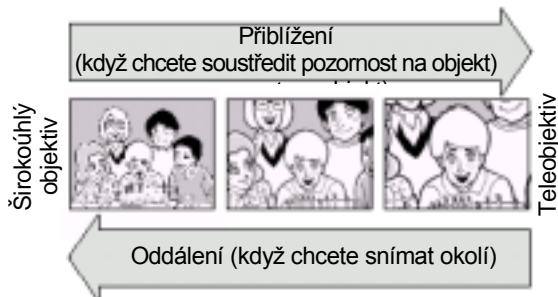 Přiblížení
(když chcete soustředit pozornost na objekt)
Širokoúhlý
objektiv
Teleobjektiv
Oddálení (když chcete snímat okolí)